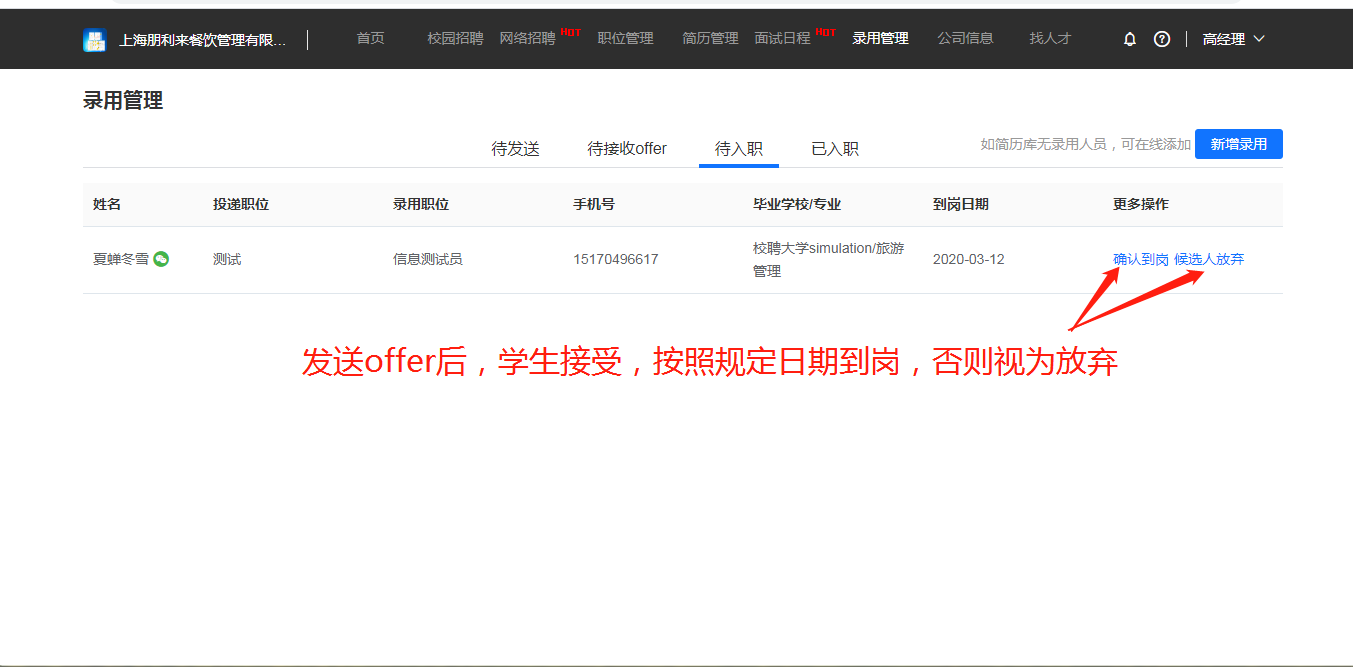 上海朋利来餐饮管理有限... 首页 校园招聘 网络招聘 HOT 职位管理 简历管理 面试日程 HOT 录用管理 公司信息 找人才 高经理
录用管理
待发送 待接收offer 待入职 已入职 如简历库无录用人员，可在线添加 新增录用
姓名 投递职位 录用职位 手机号 毕业学校/专业 到岗日期 更多操作
夏蝉冬雪 测试 信息测试员 15170496617 校聘大学simulation/旅游 2020-03-12 确认到岗 候选人放弃
管理
发送offer后，学生接受，按照规定日期到岗，否则视为放弃